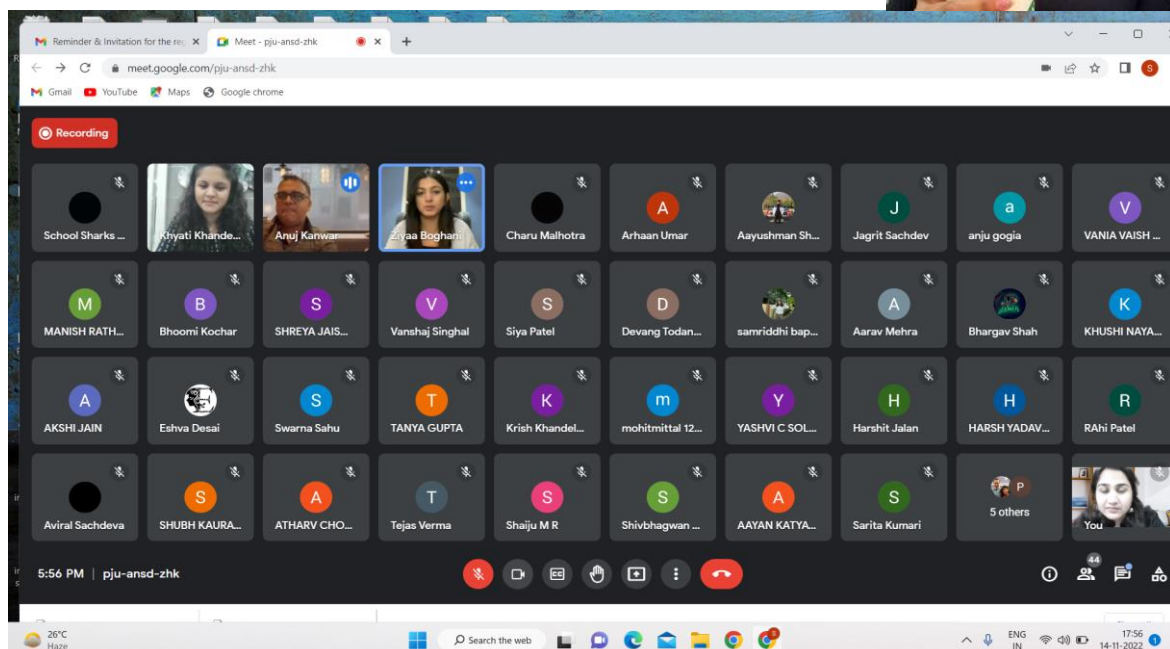 Reminder & Invitation for the re
Meet - pju-ansd-zhk
meet.google.com/pju-ansd-zhk
S
Gmail YouTube Maps Google chrome
Recording
School Sharks ... Khyati Khande... Anuj Kanwar Ziyaa Boghani Charu Malhotra A Arhaan Umar Aayushman Sh... J Jagrit Sachdev a anju gogia V VANIA VAISH ...
M MANISH RATH... B Bhoomi Kochar S SHREYA JAIS... V Vanshaj Singhal S Siya Patel D Devang Todan... samriddhi bap... A Aarav Mehra Bhargav Shah K KHUSHI NAYA...
A AKSHI JAIN Eshva Desai S Swarna Sahu T TANYA GUPTA K Krish Khandel... m mohitmittal 12... Y YASHVI C SOL... H Harshit Jalan H HARSH YADAV... R RAhi Patel
Aviral Sachdeva S SHUBH KAURA... A ATHARV CHO... T Tejas Verma S Shaiju M R S Shivbhagwan ... A AAYAN KATYA... S Sarita Kumari P 5 others You
5:56 PM | pju-ansd-zhk
CC
44
26°C
Haze
Search the web
ENG
IN
17:56
14-11-2022
1